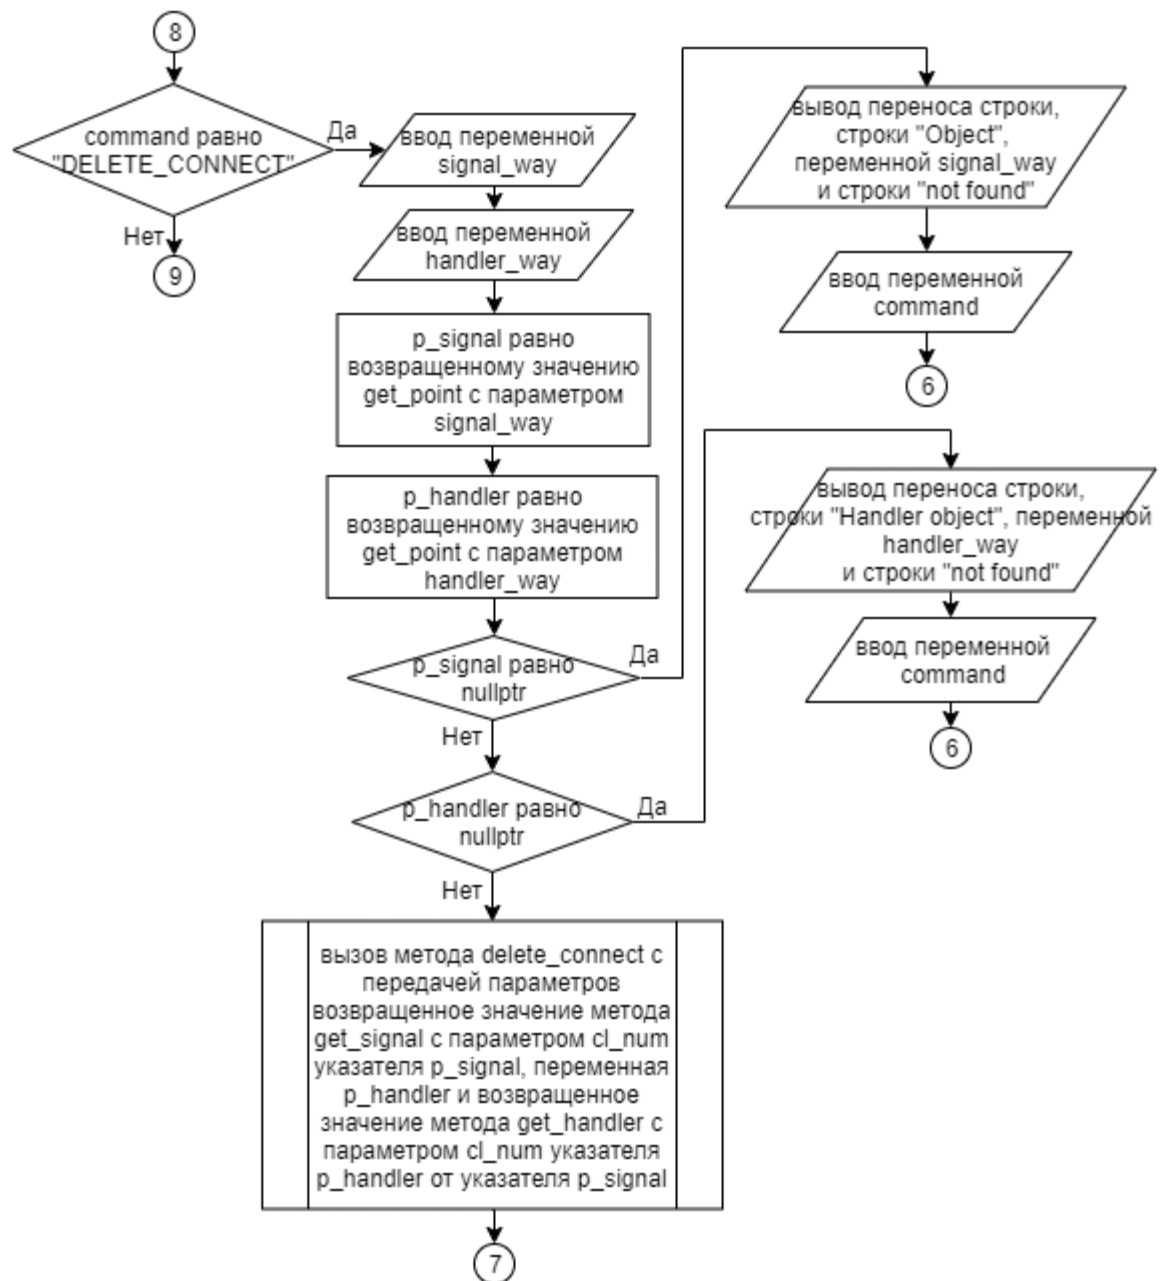 8
command равно
"DELETE_CONNECT"
Да
Нет
9
ввод переменной
signal_way
ввод переменной
handler_way
p_signal равно
возвращенному значению
get_point с параметром
signal_way
p_handler равно
возвращенному значению
get_point с параметром
handler_way
p_signal равно
nullptr
Да
Нет
вывод переноса строки,
строки "Object",
переменной signal_way
и строки "not found"
ввод переменной
command
6
p_handler равно
nullptr
Да
Нет
вывод переноса строки,
строки "Handler object", переменной
handler_way
и строки "not found"
ввод переменной
command
6
вызов метода delete_connect с
передачей параметров
возвращенное значение метода
get_signal с параметром cl_num
указателя p_signal, переменная
p_handler и возвращенное
значение метода get_handler с
параметром cl_num указателя
p_handler от указателя p_signal
7